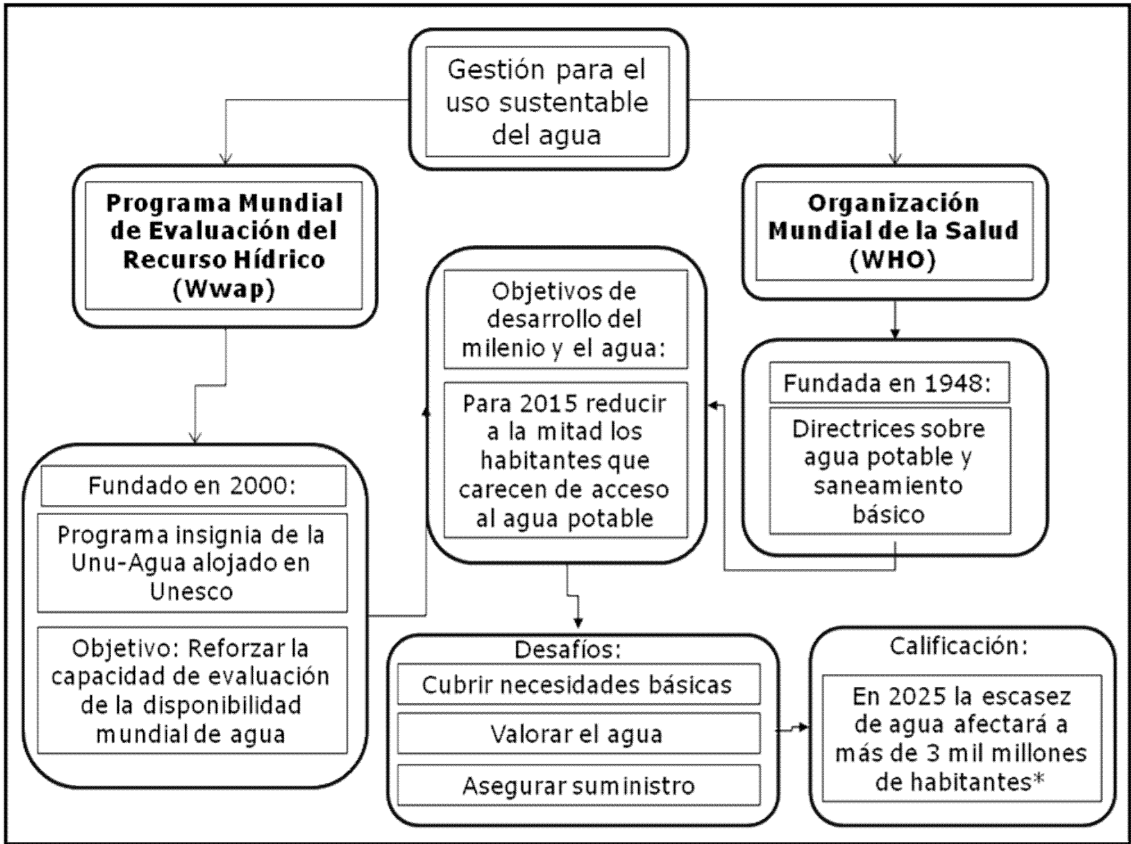 Gestión para el
uso sustentable
del agua
Programa Mundial
de Evaluación del
Recurso Hídrico
(Wwap)
Organización
Mundial de la Salud
(WHO)
Objetivos de
desarrollo del
milenio y el agua:
Para 2015 reducir
a la mitad los
habitantes que
carecen de acceso
al agua potable
Fundada en 1948:
Directrices sobre
agua potable y
saneamiento
básico
Fundado en 2000:
Programa insignia de la
Unu-Agua alojado en
Unesco
Objetivo: Reforzar la
capacidad de evaluación
de la disponibilidad
mundial de agua
Desafíos:
Cubrir necesidades básicas
Valorar el agua
Asegurar suministro
Calificación:
En 2025 la escasez
de agua afectará a
más de 3 mil millones
de habitantes*